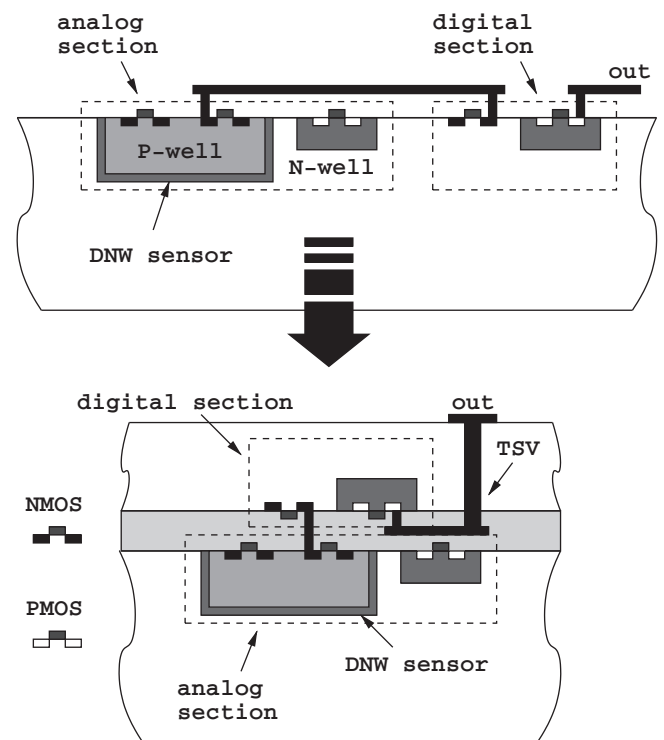 analog
section
digital
section
out
P-well
N-well
DNW sensor
digital section
out
TSV
NMOS
PMOS
DNW sensor
analog
section